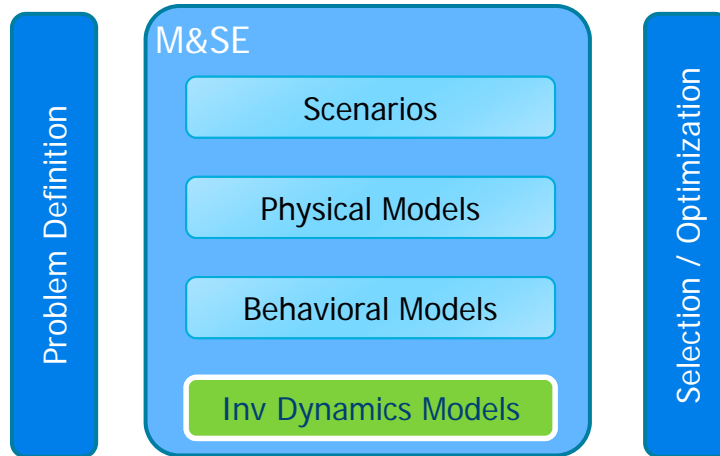 Problem Definition
M&SE
Scenarios
Physical Models
Behavioral Models
Inv Dynamics Models
Selection / Optimization